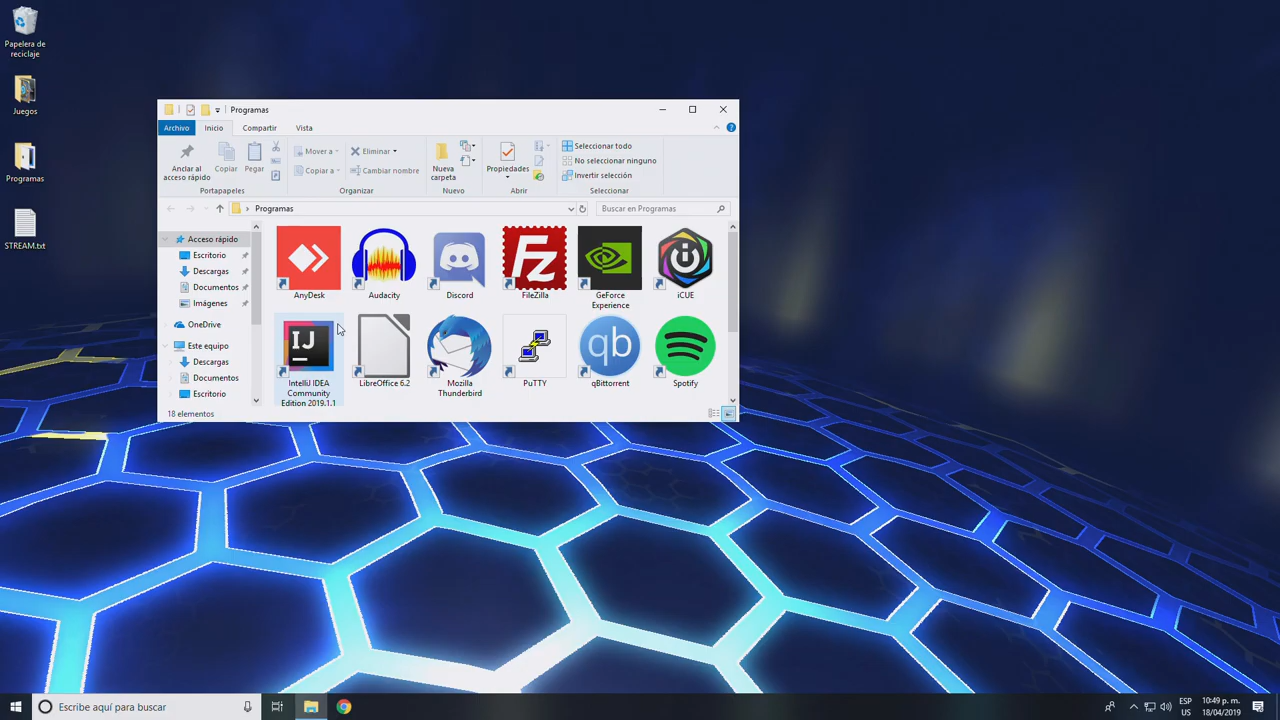 Papelera de
reciclaje
Juegos
Programas
STREAM.txt
Programas
Archivo Inicio Compartir Vista
Anclar al
acceso rápido
Copiar
Pegar
Mover a
Copiar a
Eliminar
Cambiar nombre
Nueva
carpeta
Propiedades
Seleccionar todo
No seleccionar ninguno
Invertir selección
Portapapeles Organizar Nuevo Abrir Seleccionar
Programas
Buscar en Programas
Acceso rápido
Escritorio
Descargas
Documentos
Imágenes
OneDrive
Este equipo
Descargas
Documentos
Escritorio
AnyDesk
Audacity
Discord
Fz
FileZilla
GeForce
Experience
iCUE
IJ
IntelliJ IDEA
Community
Edition 2019.1.1
LibreOffice 6.2
Mozilla
Thunderbird
PuTTY
qb
qBittorrent
Spotify
18 elementos
Escribe aquí para buscar
ESP
US
10:49 p. m.
18/04/2019